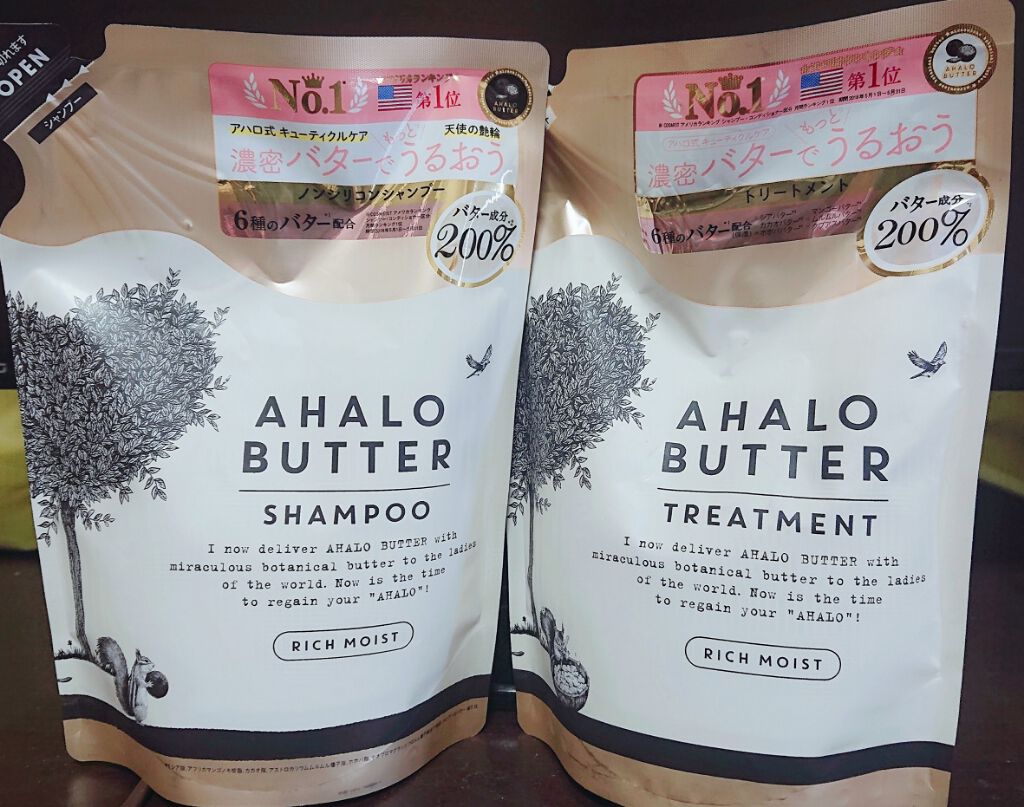 OPEN
シャンプー
No.1
第1位
AHALO
BUTTER
アハロ式 キューティクルケア
天使の艶輪
もっと
濃密バターでうるおう
ノンシリコンシャンプー
6種のバター配合
バター成分
200%
AHALO
BUTTER
SHAMPOO
I now deliver AHALO BUTTER with
miraculous botanical butter to the ladies
of the world. Now is the time
to regain your "AHALO"!
RICH MOIST
No.1
第1位
AHALO
BUTTER
アハロ式 キューティクルケア
もっと
濃密バターでうるおう
トリートメント
6種のバター配合
バター成分
200%
AHALO
BUTTER
TREATMENT
I now deliver AHALO BUTTER with
miraculous botanical butter to the ladies
of the world. Now is the time
to regain your "AHALO"!
RICH MOIST